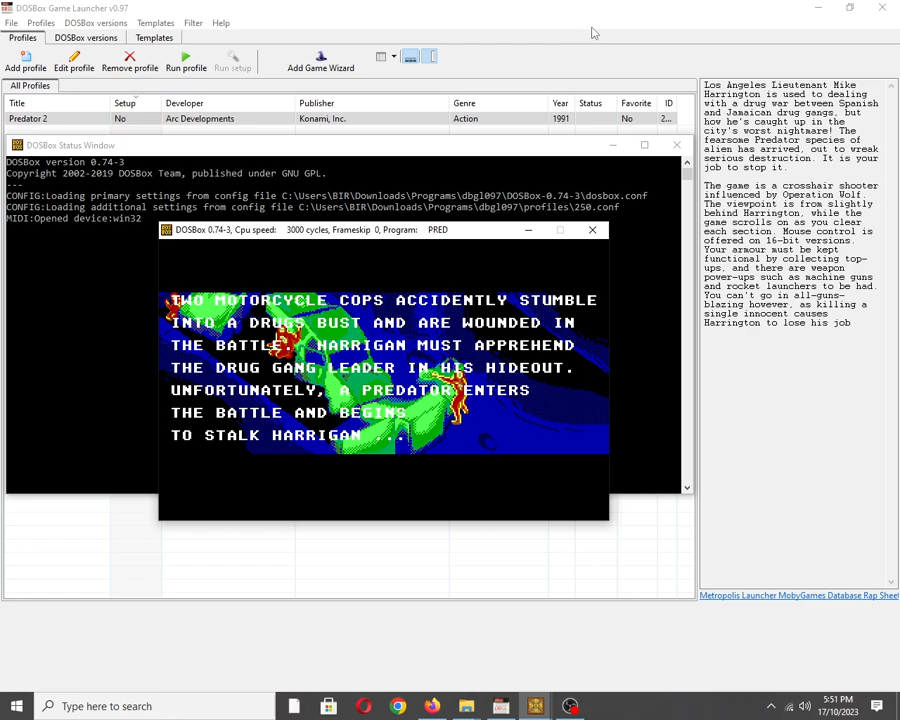 DOSBox Game Launcher v0.97
File Profiles DOSBox versions Templates Filter Help
Profiles DOSBox versions Templates
Add profile Edit profile Remove profile Run profile Run setup Add Game Wizard
All Profiles
Title Setup Developer Publisher Genre Year Status Favorite ID
Predator 2 No Arc Developments Konami, Inc. Action 1991 No 2...
DOSBox Status Window
DOSBox version 0.74-3
Copyright 2002-2019 DOSBox Team, published under GNU GPL.
---
CONFIG:Loading primary settings from config file C:\Users\BIR\Downloads\Programs\dbgl097\DOSBox-0.74-3\dosbox.conf
CONFIG:Loading additional settings from config file C:\Users\BIR\Downloads\Programs\dbgl097\profiles\250.conf
MIDI:Opened device:win32
DOSBox 0.74-3, Cpu speed: 3000 cycles, Frameskip 0, Program: PRED
TWO MOTORCYCLE COPS ACCIDENTLY STUMBLE
INTO A DRUGS BUST AND ARE WOUNDED IN
THE BATTLE. HARRIGAN MUST APPREHEND
THE DRUG GANG LEADER IN HIS HIDEOUT.
UNFORTUNATELY, A PREDATOR ENTERS
THE BATTLE AND BEGINS
TO STALK HARRIGAN ...
Los Angeles Lieutenant Mike
Harrington is used to dealing
with a drug war between Spanish
and Jamaican drug gangs, but
how he's caught up in the
city's worst nightmare! The
fearsome Predator species of
alien has arrived, out to wreak
serious destruction. It is your
job to stop it.
The game is a crosshair shooter
influenced by Operation Wolf.
The viewpoint is from slightly
behind Harrington, while the
game scrolls on as you clear
each section. Mouse control is
offered on 16-bit versions.
Your armour must be kept
functional by collecting top-
ups, and there are weapon
power-ups such as machine guns
and rocket launchers to be had.
You can't go in all-guns-
blazing however, as killing a
single innocent causes
Harrington to lose his job
Metropolis Launcher MobyGames Database Rap Sheet
Type here to search
5:51 PM
17/10/2023